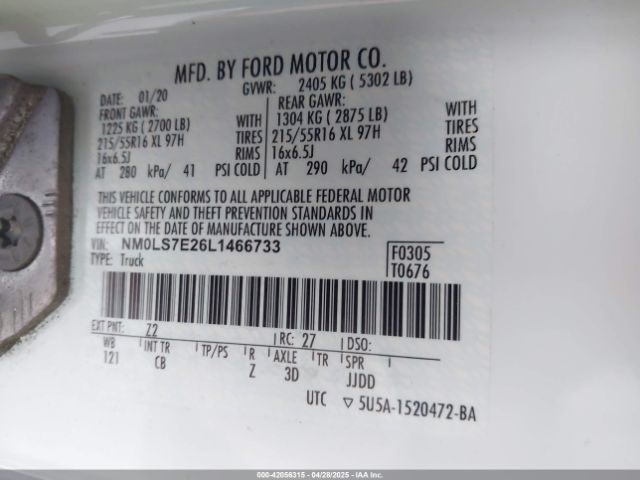 MFD. BY FORD MOTOR CO.
DATE: 01/20 GVWR: 2405 KG ( 5302 LB)
FRONT GAWR: REAR GAWR:
1225 KG ( 2700 LB) WITH 1304 KG ( 2875 LB) WITH
215/55R16 XL 97H TIRES 215/55R16 XL 97H TIRES
16x6.5J RIMS 16x6.5J RIMS
AT 280 kPa/ 41 PSI COLD AT 290 kPa/ 42 PSI COLD
THIS VEHICLE CONFORMS TO ALL APPLICABLE FEDERAL MOTOR
VEHICLE SAFETY AND THEFT PREVENTION STANDARDS IN
EFFECT ON THE DATE OF MANUFACTURE SHOWN ABOVE.
VIN: NM0LS7E26L1466733 F0305
TYPE: Truck T0676
EXT PNT: Z2 RC: 27 DSO:
WB INT TR TP/PS R AXLE TR SPR
121 CB Z 3D JJDD
UTC ▽ 5U5A-1520472-BA
000-42056315 - 04/28/2025 - IAA Inc.